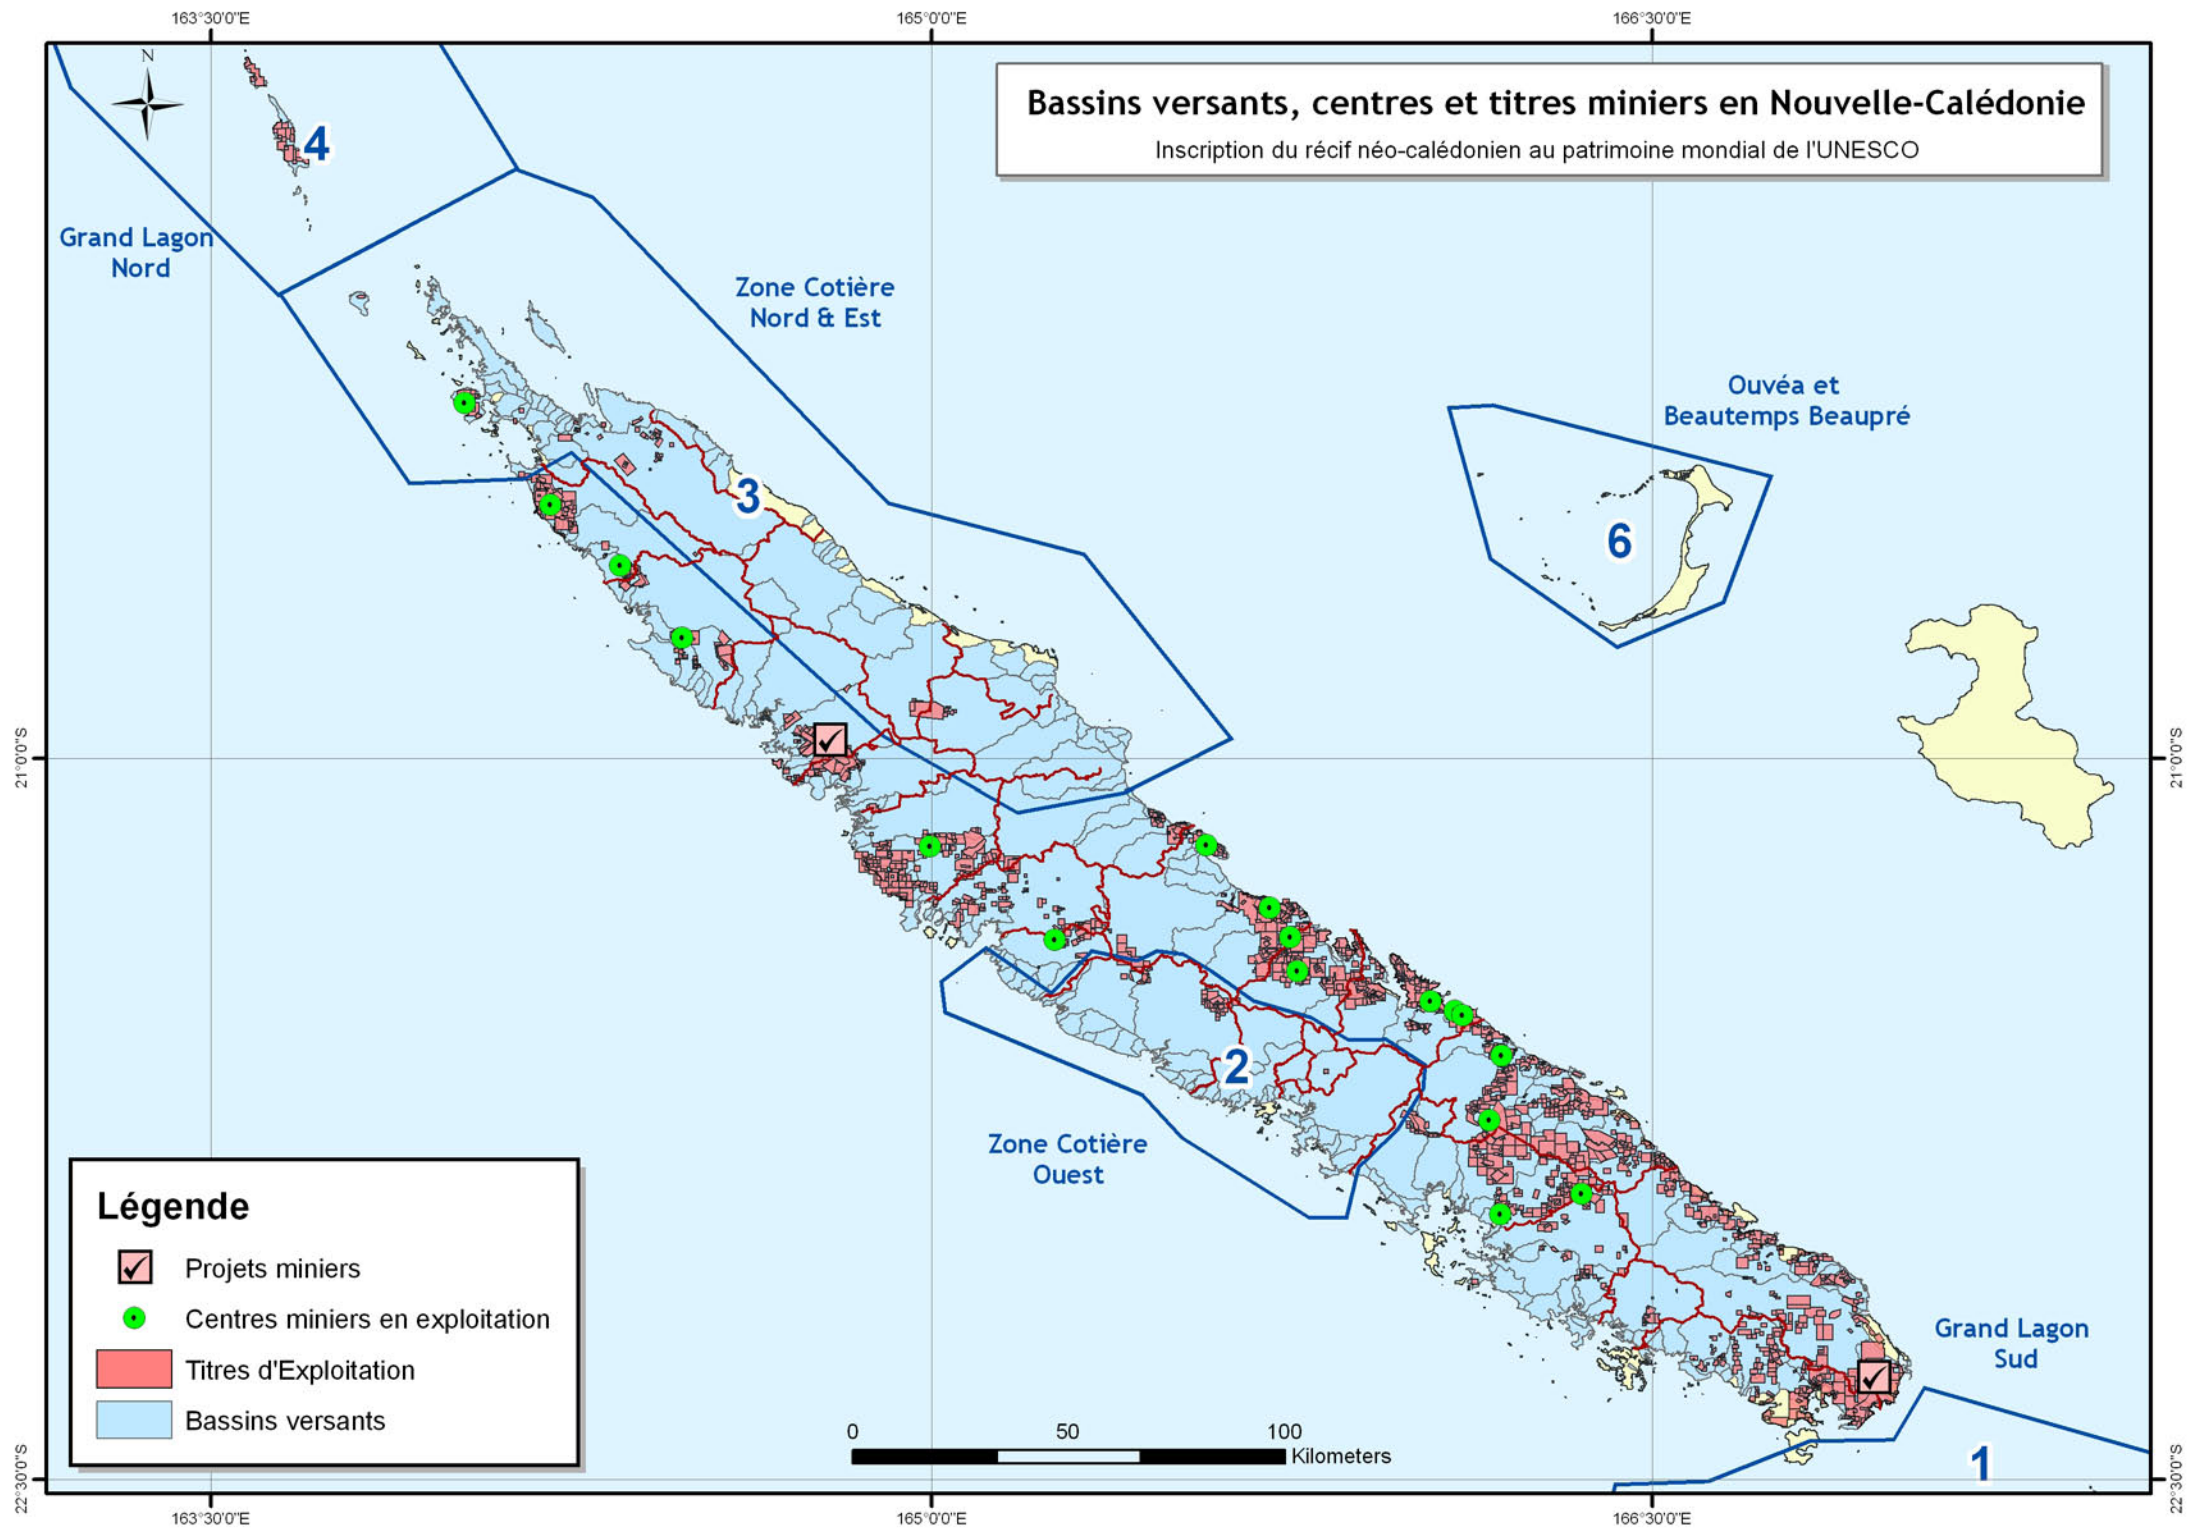 163°30'0"E 165°0'0"E 166°30'0"E
N
Bassins versants, centres et titres miniers en Nouvelle-Calédonie
Inscription du récif néo-calédonien au patrimoine mondial de l'UNESCO
4
Grand Lagon
Nord
Zone Cotière
Nord & Est
Ouvéa et
Beautemps Beaupré
3
6
21°0'0"S
21°0'0"S
2
Zone Cotière
Ouest
Légende
Projets miniers
Centres miniers en exploitation
Titres d'Exploitation
Bassins versants
Grand Lagon
Sud
0 50 100
Kilometers
1
22°30'0"S
22°30'0"S
163°30'0"E 165°0'0"E 166°30'0"E